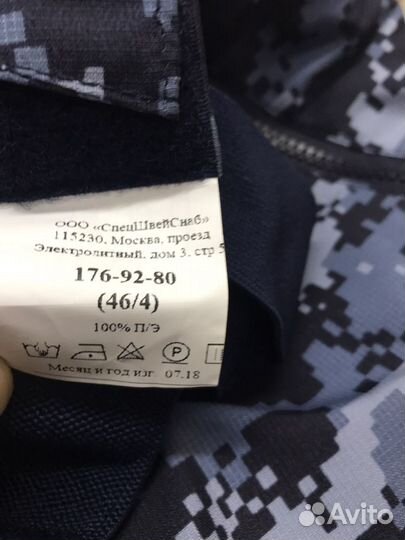 ООО «СпецШвейСнаб»
115230, Москва, проезд
Электролитный, дом 3, стр 5
176-92-80
(46/4)
100% П/Э
P
Месяц и год изг. 07.18
Avito